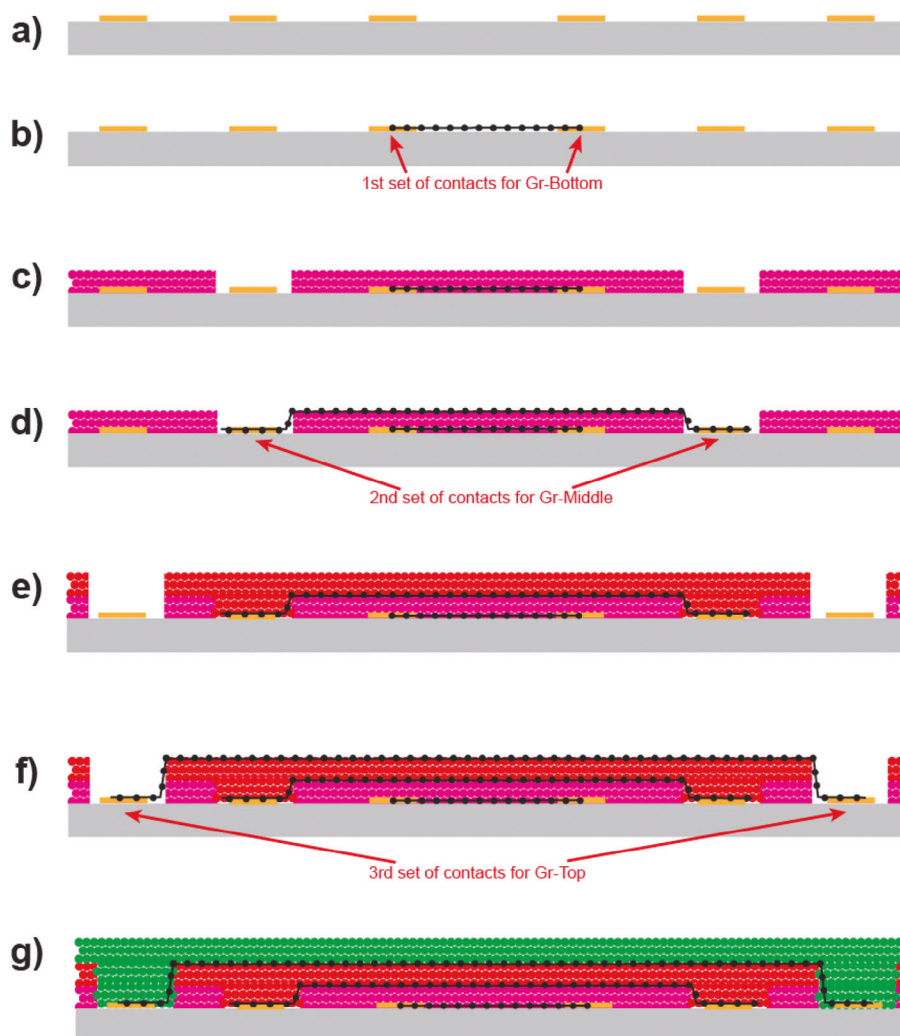 a)
b)
1st set of contacts for Gr-Bottom
c)
d)
2nd set of contacts for Gr-Middle
e)
f)
3rd set of contacts for Gr-Top
g)